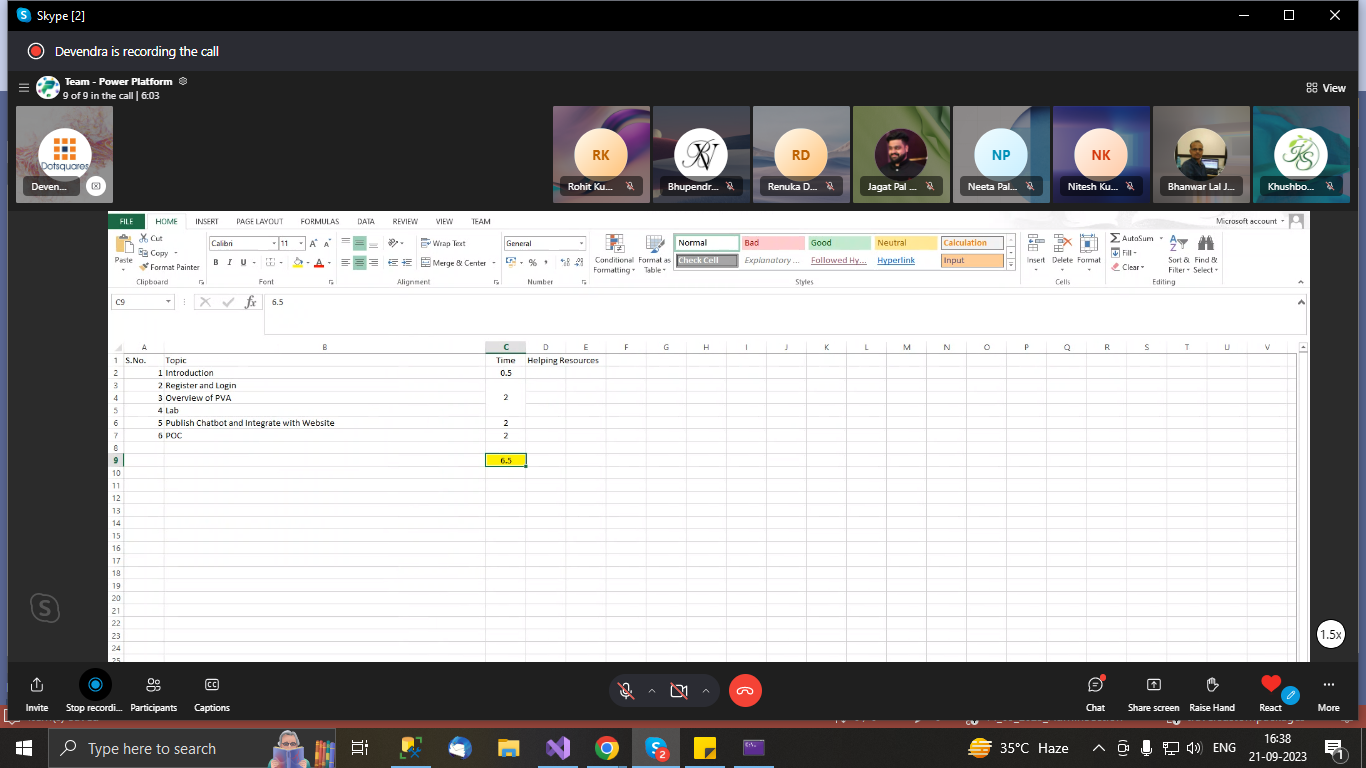 Skype [2]
Devendra is recording the call
Team - Power Platform
9 of 9 in the call | 6:03
View
Dotsquares
Deven...
RK
Rohit Ku...
Bhupendr...
RD
Renuka D...
Jagat Pal ...
NP
Neeta Pal...
NK
Nitesh Ku...
Bhanwar Lal J...
Khushbo...
FILE HOME INSERT PAGE LAYOUT FORMULAS DATA REVIEW VIEW TEAM Microsoft account
Paste
Cut
Copy
Format Painter
Clipboard
Calibri 11
B I U
Font
Wrap Text
Merge & Center
Alignment
General
Number
Conditional Formatting
Format as Table
Normal Bad Good Neutral Calculation
Check Cell Explanatory ... Followed Hy... Hyperlink Input
Styles
Insert Delete Format
Cells
AutoSum
Fill
Clear
Sort & Filter
Find & Select
Editing
C9 fx 6.5
A B C D E F G H I J K L M N O P Q R S T U V
1 S.No. Topic Time Helping Resources
2 1 Introduction 0.5
3 2 Register and Login
4 3 Overview of PVA 2
5 4 Lab
6 5 Publish Chatbot and Integrate with Website 2
7 6 POC 2
8
9 6.5
10
11
12
13
14
15
16
17
18
19
20
21
22
23
24
25
1.5x
Invite
Stop recordi...
Participants
Captions
Chat
Share screen
Raise Hand
React
More
Type here to search
2
35°C Haze
ENG
16:38
21-09-2023
1